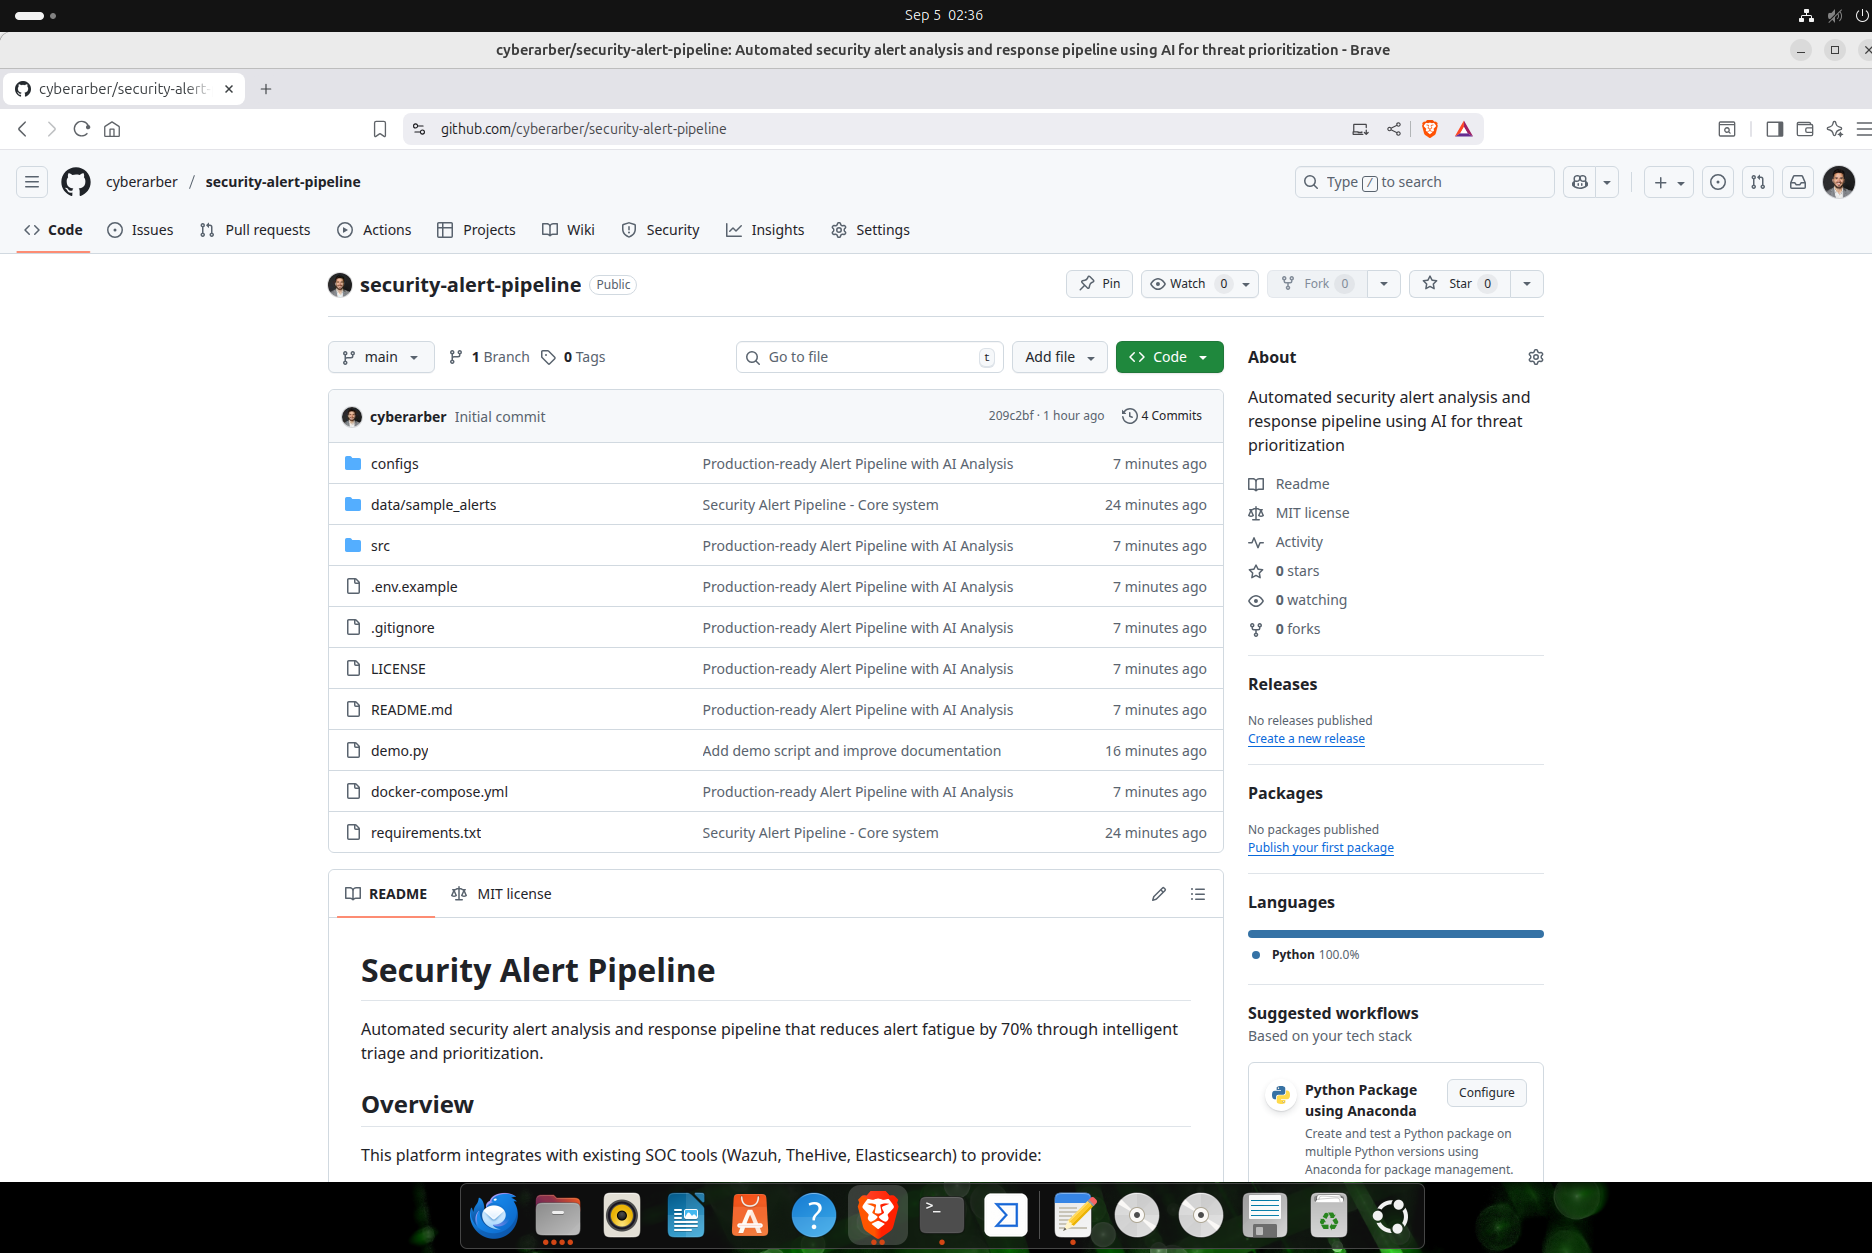 Sep 5 02:36
cyberarber/security-alert-pipeline: Automated security alert analysis and response pipeline using AI for threat prioritization - Brave
cyberarber/security-alert-
github.com/cyberarber/security-alert-pipeline
cyberarber / security-alert-pipeline
Type / to search
Code Issues Pull requests Actions Projects Wiki Security Insights Settings
security-alert-pipeline Public
Pin Watch 0 Fork 0 Star 0
main 1 Branch 0 Tags Go to file t Add file Code
cyberarber Initial commit 209c2bf · 1 hour ago 4 Commits
configs Production-ready Alert Pipeline with AI Analysis 7 minutes ago
data/sample_alerts Security Alert Pipeline - Core system 24 minutes ago
src Production-ready Alert Pipeline with AI Analysis 7 minutes ago
.env.example Production-ready Alert Pipeline with AI Analysis 7 minutes ago
.gitignore Production-ready Alert Pipeline with AI Analysis 7 minutes ago
LICENSE Production-ready Alert Pipeline with AI Analysis 7 minutes ago
README.md Production-ready Alert Pipeline with AI Analysis 7 minutes ago
demo.py Add demo script and improve documentation 16 minutes ago
docker-compose.yml Production-ready Alert Pipeline with AI Analysis 7 minutes ago
requirements.txt Security Alert Pipeline - Core system 24 minutes ago
README MIT license
Security Alert Pipeline
Automated security alert analysis and response pipeline that reduces alert fatigue by 70% through intelligent
triage and prioritization.
Overview
This platform integrates with existing SOC tools (Wazuh, TheHive, Elasticsearch) to provide:
About
Automated security alert analysis and
response pipeline using AI for threat
prioritization
Readme
MIT license
Activity
0 stars
0 watching
0 forks
Releases
No releases published
Create a new release
Packages
No packages published
Publish your first package
Languages
Python 100.0%
Suggested workflows
Based on your tech stack
Python Package
using Anaconda
Configure
Create and test a Python package on
multiple Python versions using
Anaconda for package management.